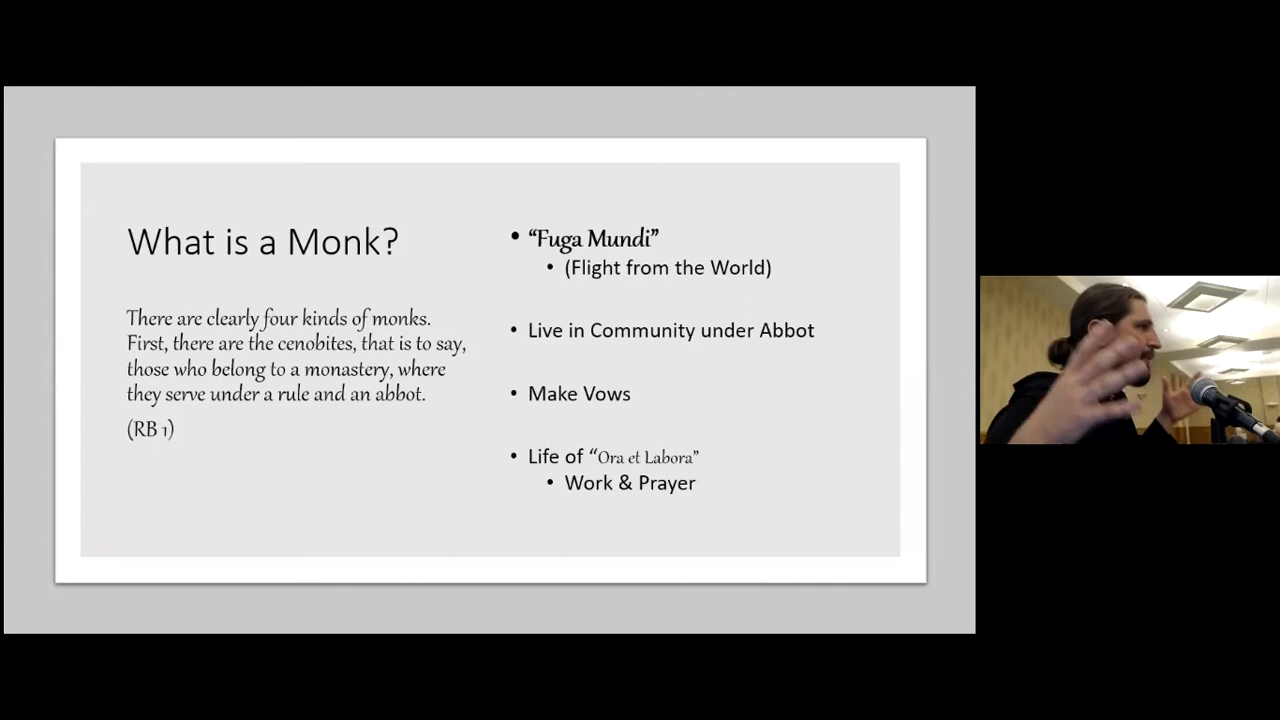 What is a Monk?
There are clearly four kinds of monks.
First, there are the cenobites, that is to say,
those who belong to a monastery, where
they serve under a rule and an abbot.
(RB 1)
• “Fuga Mundi”
• (Flight from the World)
• Live in Community under Abbot
• Make Vows
• Life of “Ora et Labora”
• Work & Prayer